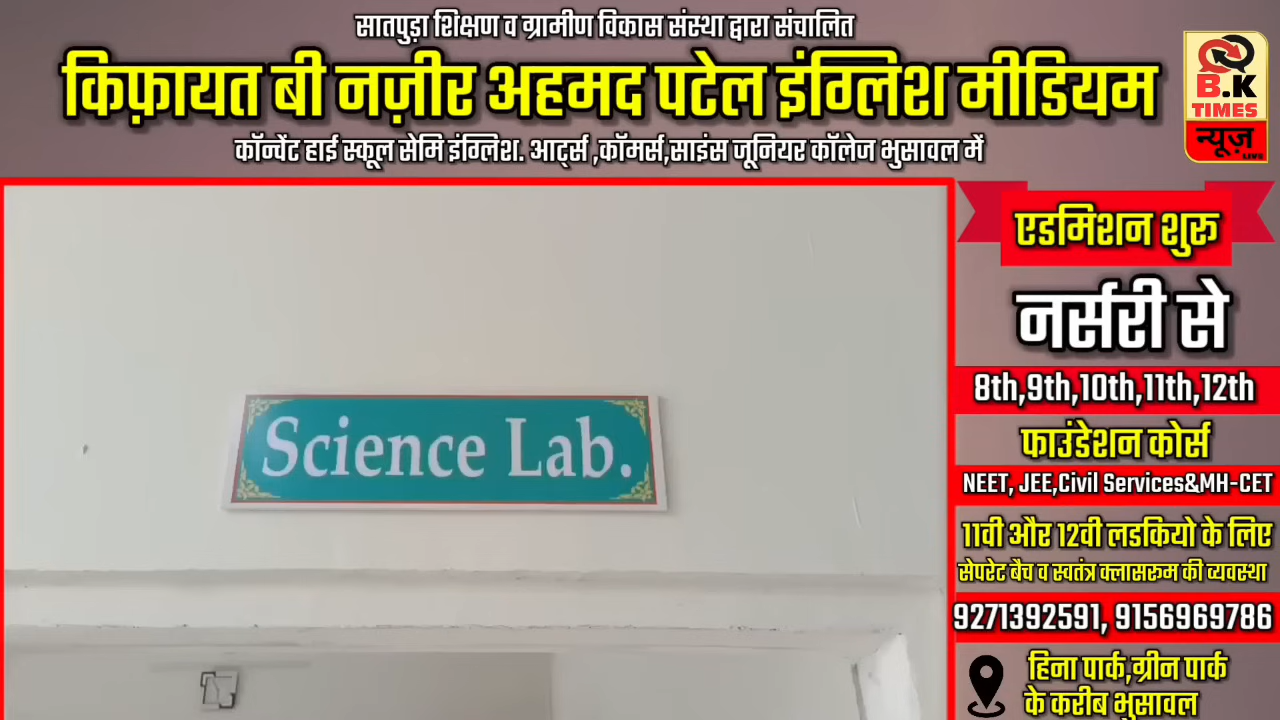 सातपुड़ा शिक्षण व ग्रामीण विकास संस्था द्वारा संचालित
किफ़ायत बी नज़ीर अहमद पटेल इंग्लिश मीडियम
कॉन्वेंट हाई स्कूल सेमि इंग्लिश. आर्ट्स ,कॉमर्स,साइंस जूनियर कॉलेज भुसावल में
B.K
TIMES
न्यूज़
LIVE
एडमिशन शुरू
नर्सरी से
8th,9th,10th,11th,12th
फाउंडेशन कोर्स
NEET, JEE,Civil Services&MH-CET
11वी और 12वी लडकियो के लिए
सेपरेट बैच व स्वतंत्र क्लासरूम की व्यवस्था
9271392591, 9156969786
हिना पार्क,ग्रीन पार्क
के करीब भुसावल
Science Lab.